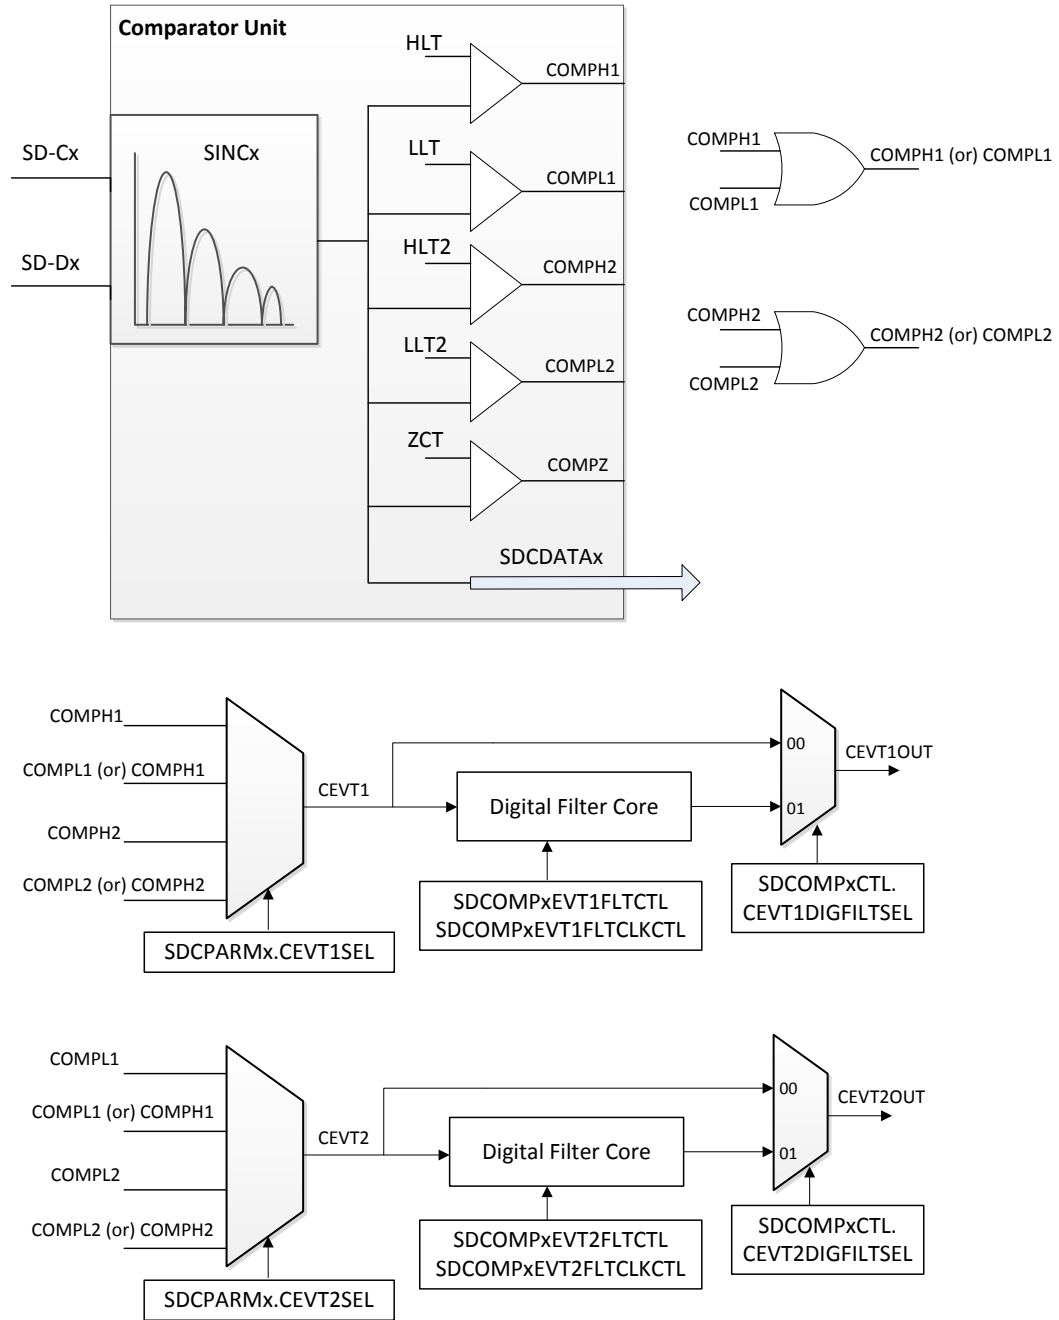 Comparator Unit
HLT
COMPH1
SD-Cx
SINCx
LLT
COMPL1
SD-Dx
HLT2
COMPH2
LLT2
COMPL2
ZCT
COMPZ
SDCDATAx
COMPH1
COMPL1
COMPH1 (or) COMPL1
COMPH2
COMPL2
COMPH2 (or) COMPL2
COMPH1
COMPL1 (or) COMPH1
COMPH2
COMPL2 (or) COMPH2
SDCPARMx.CEVT1SEL
CEVT1
Digital Filter Core
SDCOMPxEVT1FLTCTL
SDCOMPxEVT1FLTCLKCTL
00
01
CEVT1OUT
SDCOMPxCTL.
CEVT1DIGFILTSEL
COMPL1
COMPL1 (or) COMPH1
COMPL2
COMPL2 (or) COMPH2
SDCPARMx.CEVT2SEL
CEVT2
Digital Filter Core
SDCOMPxEVT2FLTCTL
SDCOMPxEVT2FLTCLKCTL
00
01
CEVT2OUT
SDCOMPxCTL.
CEVT2DIGFILTSEL